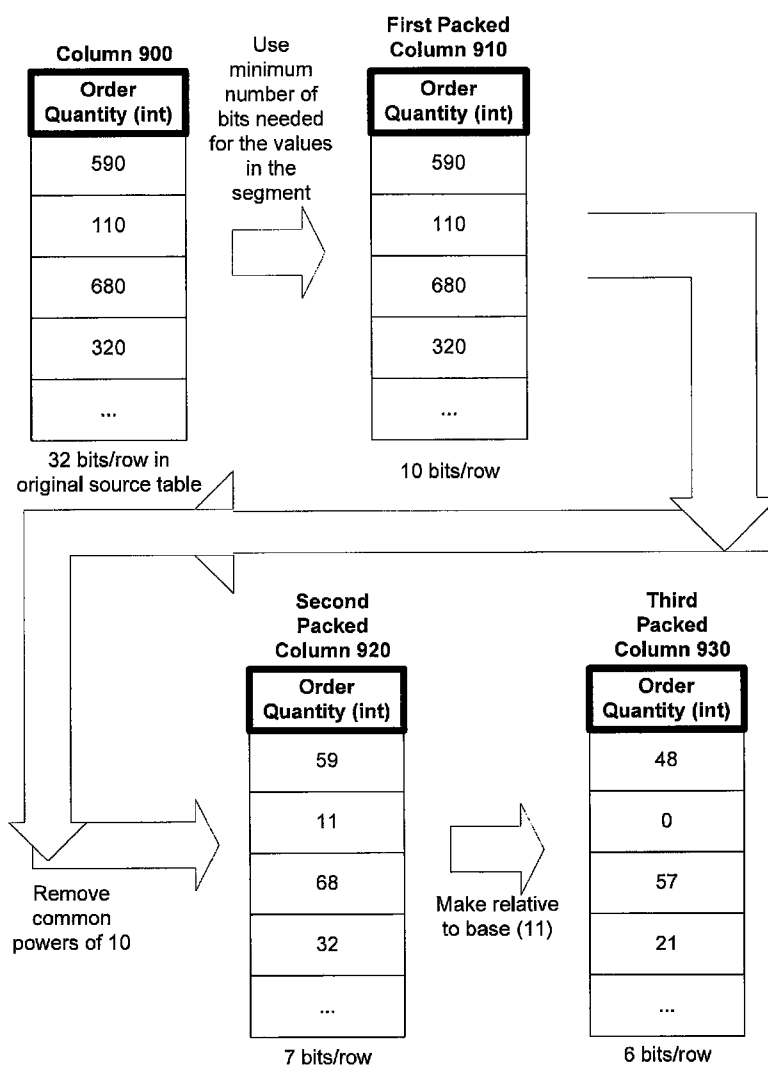 Column 900
Order
Quantity (int)
590
110
680
320
...
32 bits/row in
original source table
Use
minimum
number of
bits needed
for the values
in the
segment
First Packed
Column 910
Order
Quantity (int)
590
110
680
320
...
10 bits/row
Remove
common
powers of 10
Second
Packed
Column 920
Order
Quantity (int)
59
11
68
32
...
7 bits/row
Make relative
to base (11)
Third
Packed
Column 930
Order
Quantity (int)
48
0
57
21
...
6 bits/row